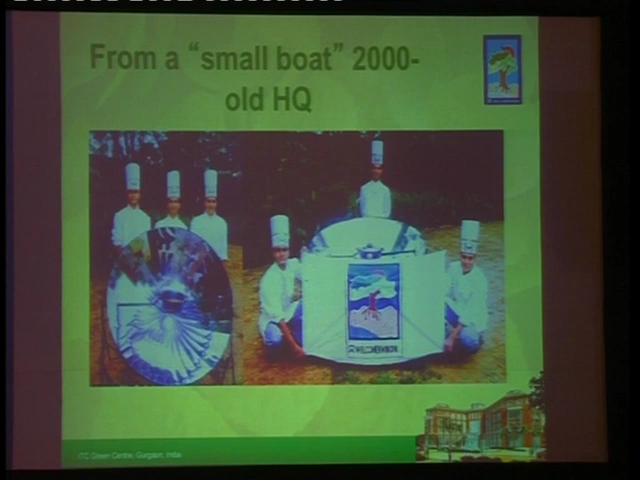 From a “small boat” 2000-
old HQ
ITC Green Centre, Gurgaon, India